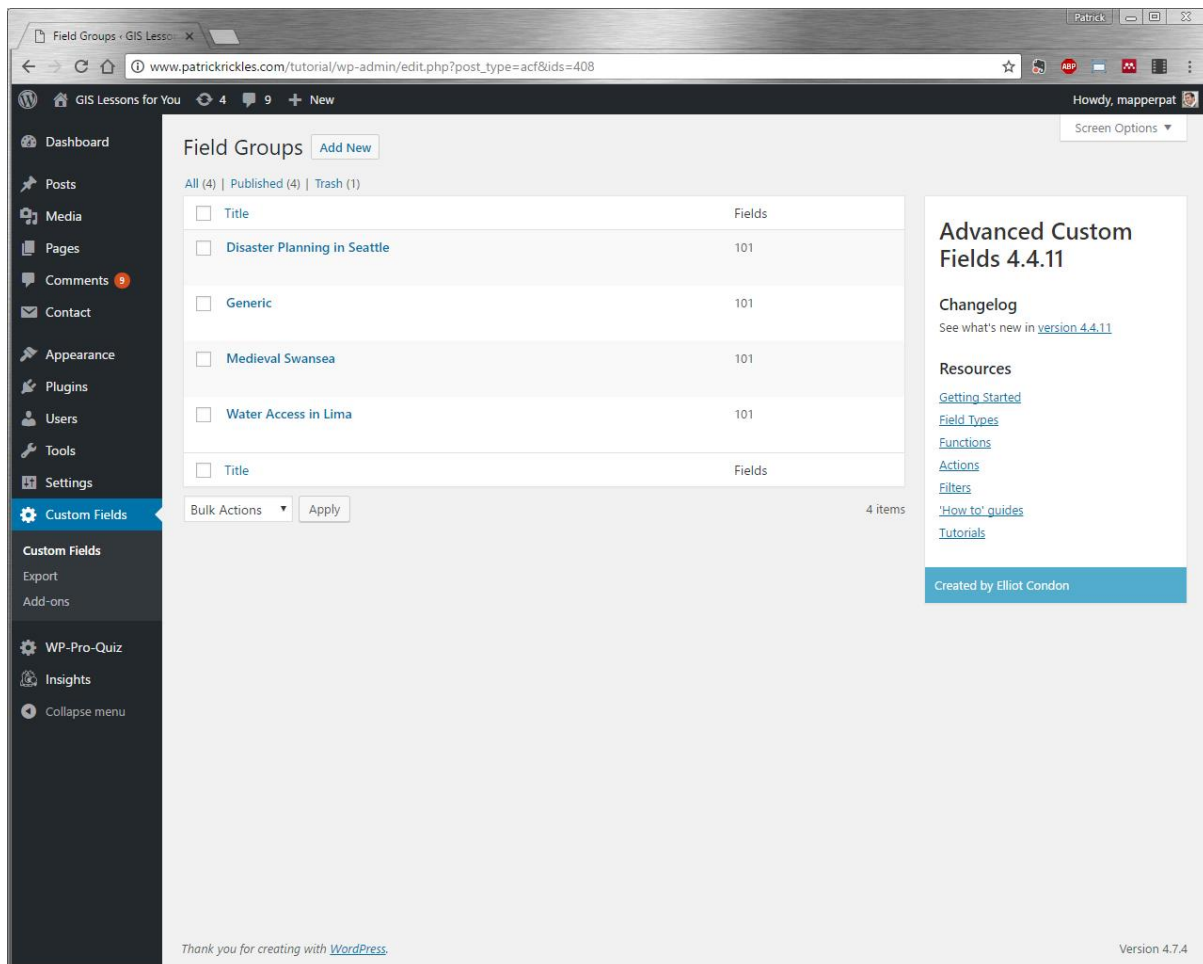 Patrick
Field Groups ‹ GIS Lesso
www.patrickrickles.com/tutorial/wp-admin/edit.php?post_type=acf&ids=408
ABP
GIS Lessons for You 4 9 + New
Howdy, mapperpat
Screen Options ▼
Dashboard
Posts
Media
Pages
Comments 9
Contact
Appearance
Plugins
Users
Tools
Settings
Custom Fields
Custom Fields
Export
Add-ons
WP-Pro-Quiz
Insights
Collapse menu
Field Groups Add New
All (4) | Published (4) | Trash (1)
Title Fields
Disaster Planning in Seattle 101
Generic 101
Medieval Swansea 101
Water Access in Lima 101
Title Fields
Bulk Actions ▼ Apply
4 items
Advanced Custom
Fields 4.4.11
Changelog
See what's new in version 4.4.11
Resources
Getting Started
Field Types
Functions
Actions
Filters
'How to' guides
Tutorials
Created by Elliot Condon
Thank you for creating with WordPress.
Version 4.7.4